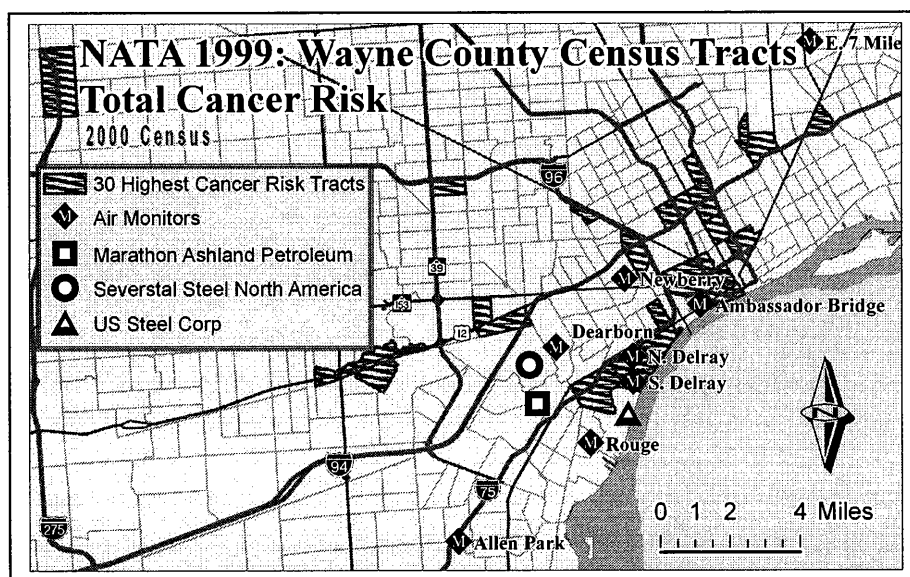 NATA 1999: Wayne County Census Tracts
Total Cancer Risk
2000 Census
30 Highest Cancer Risk Tracts
M Air Monitors
Marathon Ashland Petroleum
Severstal Steel North America
US Steel Corp
M E. 7 Mile
96
39
M Newberry
153
M Ambassador Bridge
12
Dearborn
M
M N. Delray
M S. Delray
N
M Rouge
94
75
275
M Allen Park
0 1 2 4 Miles